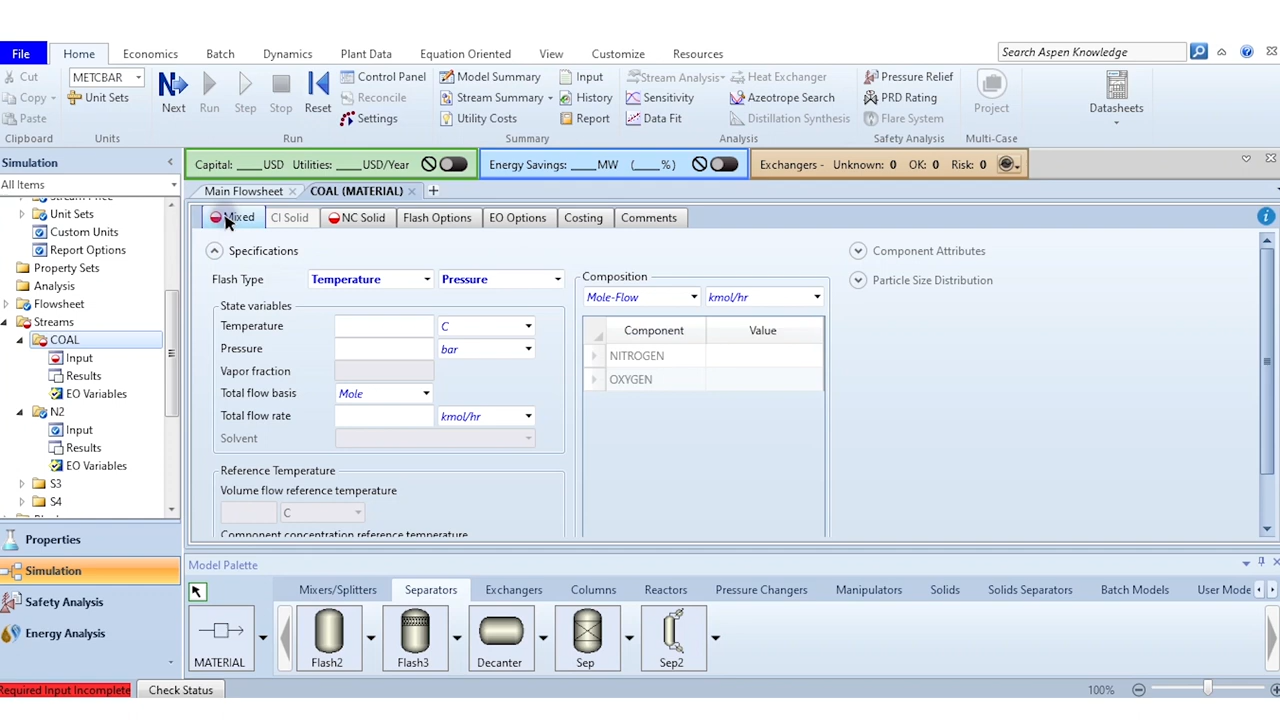 File Home Economics Batch Dynamics Plant Data Equation Oriented View Customize Resources Search Aspen Knowledge
Cut METCBAR Control Panel Model Summary Input Stream Analysis Heat Exchanger Pressure Relief
Copy Unit Sets Next Run Step Stop Reset Reconcile Stream Summary History Sensitivity Azeotrope Search PRD Rating Project Datasheets
Paste Settings Utility Costs Report Data Fit Distillation Synthesis Flare System
Clipboard Units Run Summary Analysis Safety Analysis Multi-Case
Simulation Capital: ____USD Utilities: ____USD/Year Energy Savings: ____MW (____%) Exchangers - Unknown: 0 OK: 0 Risk: 0
All Items Main Flowsheet COAL (MATERIAL) +
Unit Sets Mixed CI Solid NC Solid Flash Options EO Options Costing Comments
Custom Units
Report Options Specifications Component Attributes
Property Sets
Analysis Flash Type Temperature Pressure Composition Particle Size Distribution
Flowsheet State variables Mole-Flow kmol/hr
Streams Temperature C Component Value
COAL Pressure bar NITROGEN
Input Vapor fraction OXYGEN
Results Total flow basis Mole
EO Variables Total flow rate kmol/hr
N2 Solvent
Input Reference Temperature
Results Volume flow reference temperature
EO Variables C
S3 Component concentration reference temperature
S4
Properties
Simulation Model Palette
Safety Analysis Mixers/Splitters Separators Exchangers Columns Reactors Pressure Changers Manipulators Solids Solids Separators Batch Models User Mode
Energy Analysis
MATERIAL Flash2 Flash3 Decanter Sep Sep2
Required Input Incomplete Check Status 100%